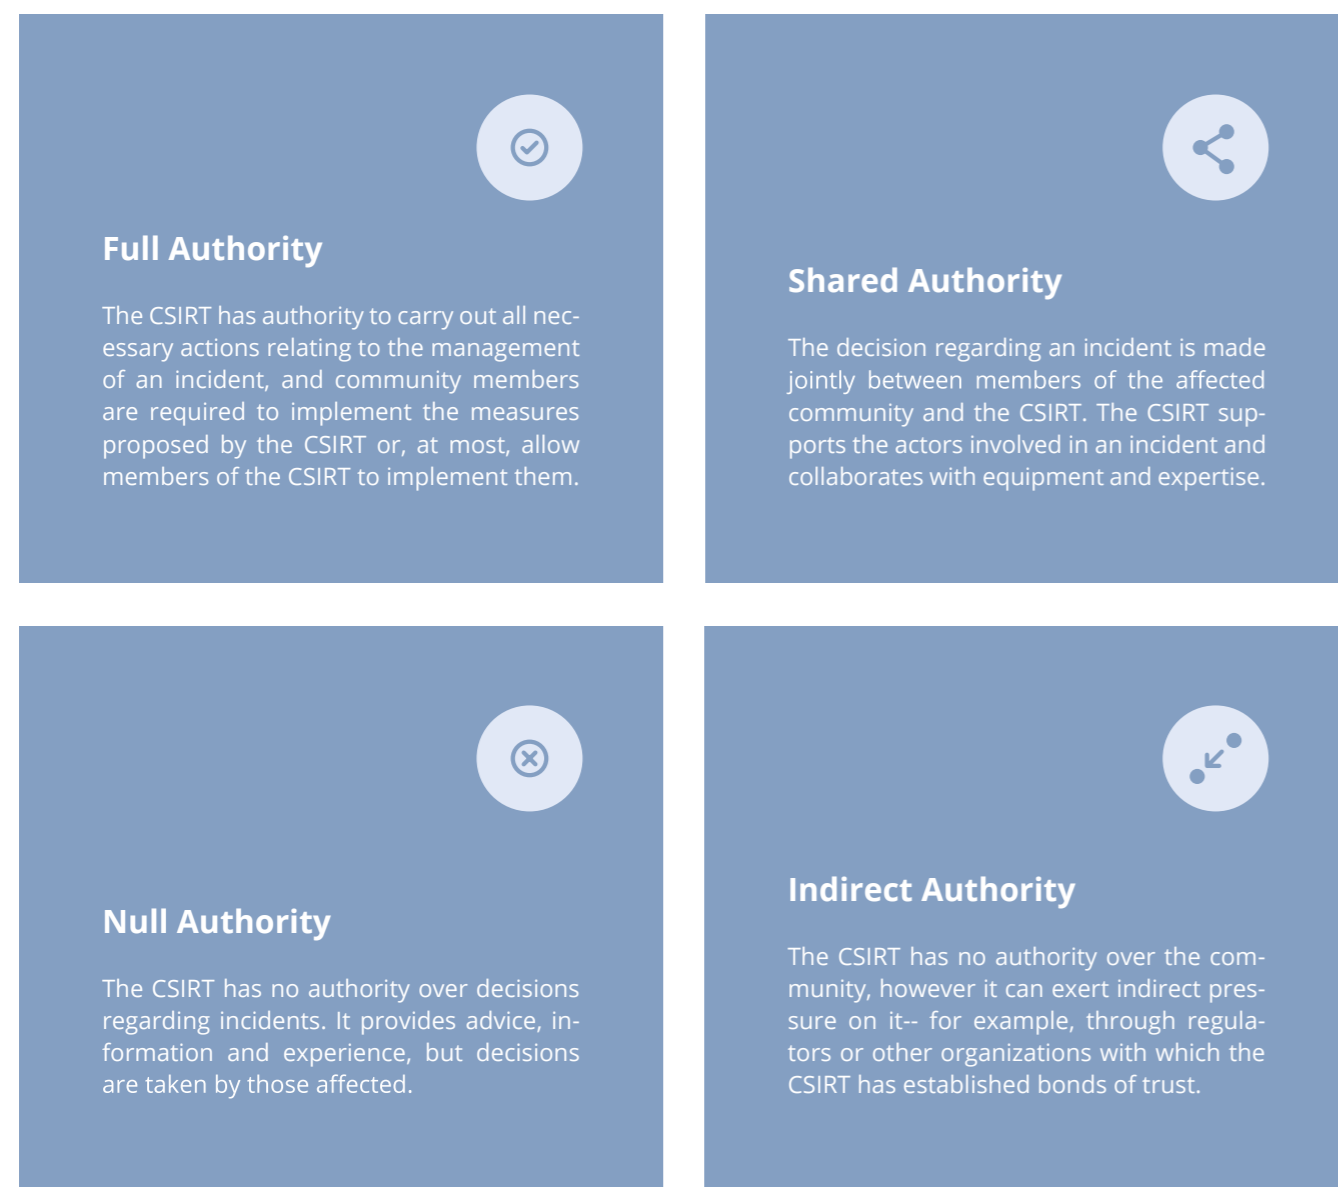 Full Authority
The CSIRT has authority to carry out all nec-
essary actions relating to the management
of an incident, and community members
are required to implement the measures
proposed by the CSIRT or, at most, allow
members of the CSIRT to implement them.
Shared Authority
The decision regarding an incident is made
jointly between members of the affected
community and the CSIRT. The CSIRT sup-
ports the actors involved in an incident and
collaborates with equipment and expertise.
Null Authority
The CSIRT has no authority over decisions
regarding incidents. It provides advice, in-
formation and experience, but decisions
are taken by those affected.
Indirect Authority
The CSIRT has no authority over the com-
munity, however it can exert indirect pres-
sure on it-- for example, through regula-
tors or other organizations with which the
CSIRT has established bonds of trust.